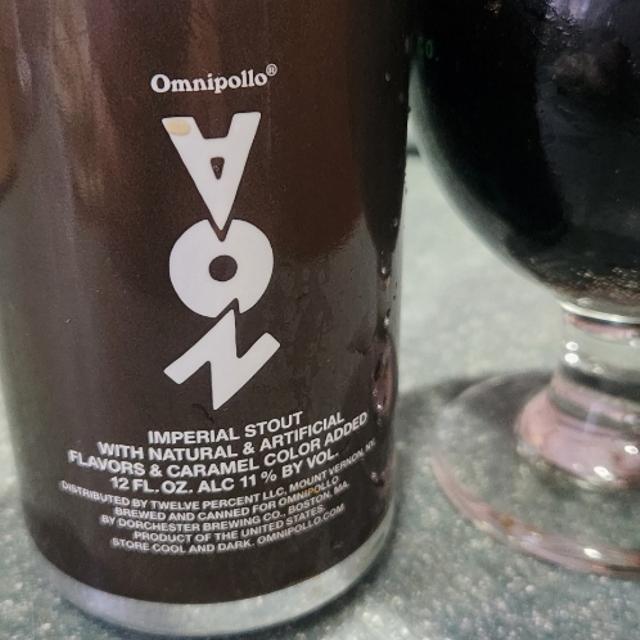 Omnipollo®
AON
IMPERIAL STOUT
WITH NATURAL & ARTIFICIAL
FLAVORS & CARAMEL COLOR ADDED
12 FL. OZ. ALC 11 % BY VOL.
DISTRIBUTED BY TWELVE PERCENT LLC, MOUNT VERNON, NY.
BREWED AND CANNED FOR OMNIPOLLO
BY DORCHESTER BREWING CO. BOSTON, MA.
PRODUCT OF THE UNITED STATES.
STORE COOL AND DARK. OMNIPOLLO.COM